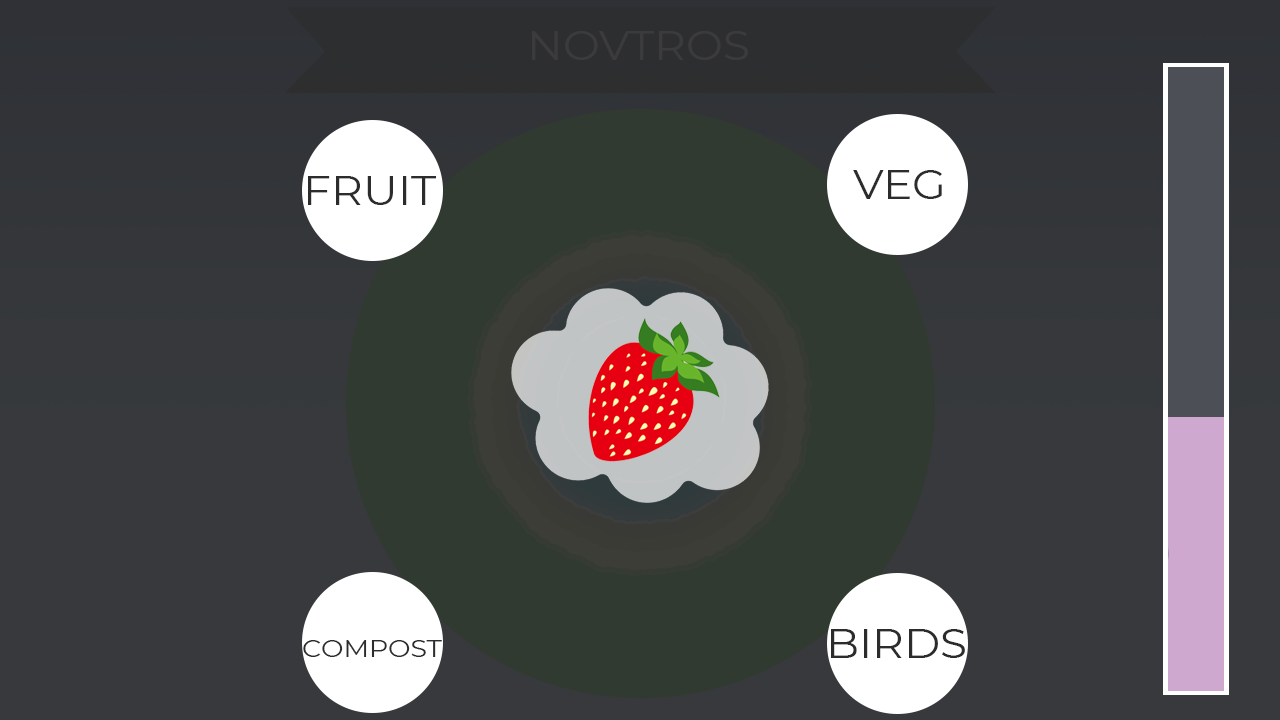 NOVTROS
FRUIT
VEG
COMPOST
BIRDS